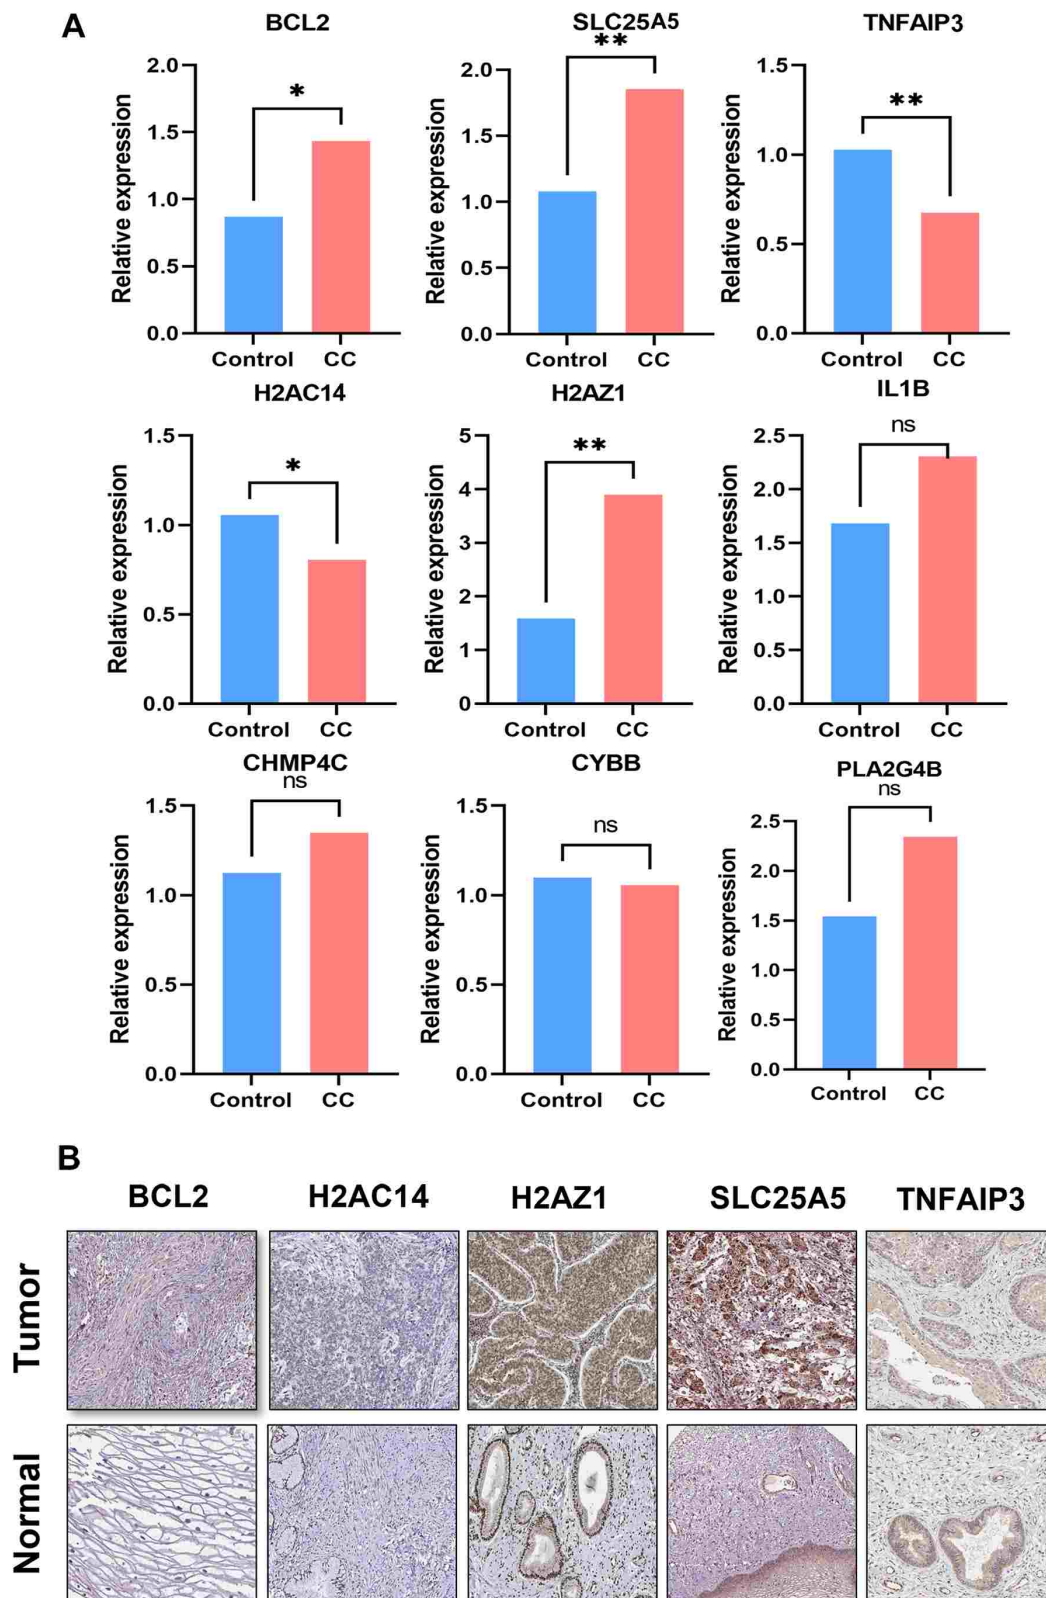 A
BCL2
SLC25A5
TNFAIP3
Relative expression
2.0
1.5
1.0
0.5
0.0
*
Control
CC
Relative expression
2.0
1.5
1.0
0.5
0.0
**
Control
CC
Relative expression
1.5
1.0
0.5
0.0
**
Control
CC
H2AC14
H2AZ1
IL1B
Relative expression
1.5
1.0
0.5
0.0
*
Control
CC
Relative expression
5
4
3
2
1
0
**
Control
CC
Relative expression
2.5
2.0
1.5
1.0
0.5
0.0
ns
Control
CC
CHMP4C
CYBB
PLA2G4B
Relative expression
1.5
1.0
0.5
0.0
ns
Control
CC
Relative expression
1.5
1.0
0.5
0.0
ns
Control
CC
Relative expression
2.5
2.0
1.5
1.0
0.5
0.0
ns
Control
CC
B
BCL2
H2AC14
H2AZ1
SLC25A5
TNFAIP3
Tumor
Normal